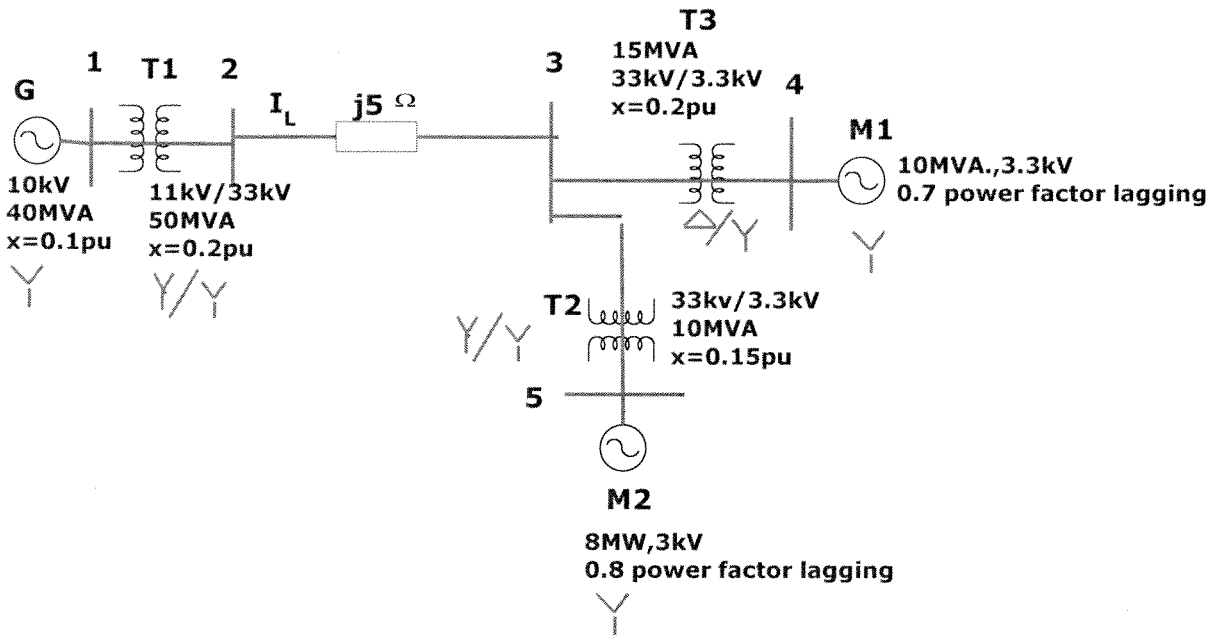 T3
15MVA
33kV/3.3kV
x=0.2pu
1
T1
2
3
4
G
I_L
j5 Ω
M1
10kV
40MVA
x=0.1pu
11kV/33kV
50MVA
x=0.2pu
10MVA.,3.3kV
0.7 power factor lagging
Y
Y/Y
Δ/Y
Y
T2
33kv/3.3kV
10MVA
x=0.15pu
Y/Y
5
M2
8MW,3kV
0.8 power factor lagging
Y